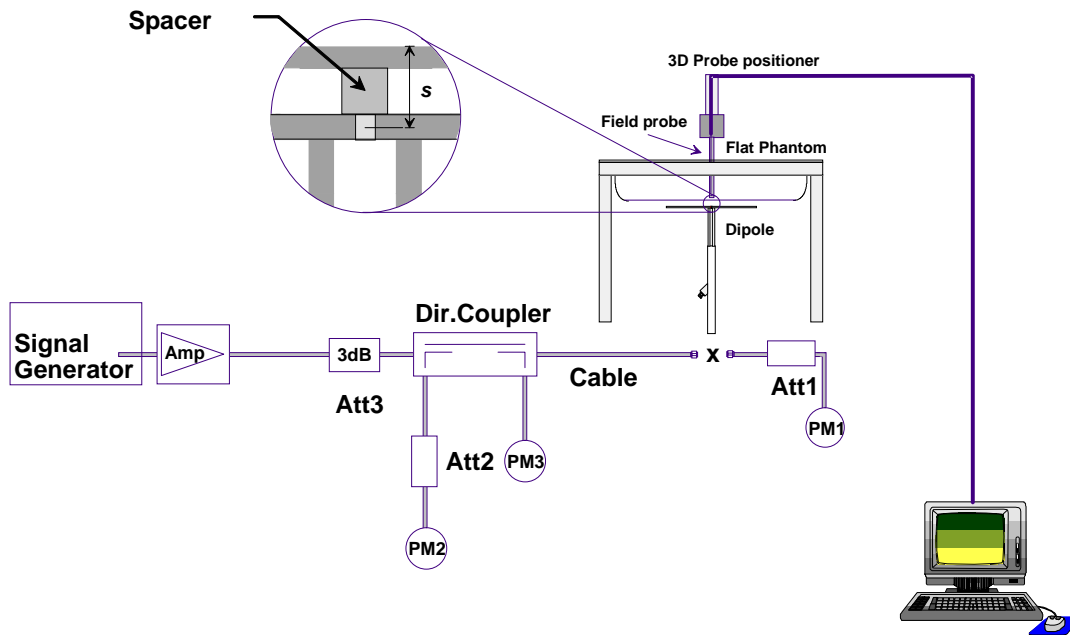 Spacer
s
3D Probe positioner
Field probe
Flat Phantom
Dipole
Signal
Generator
Amp
3dB
Att3
Dir.Coupler
Cable
x
Att1
PM1
Att2
PM3
PM2